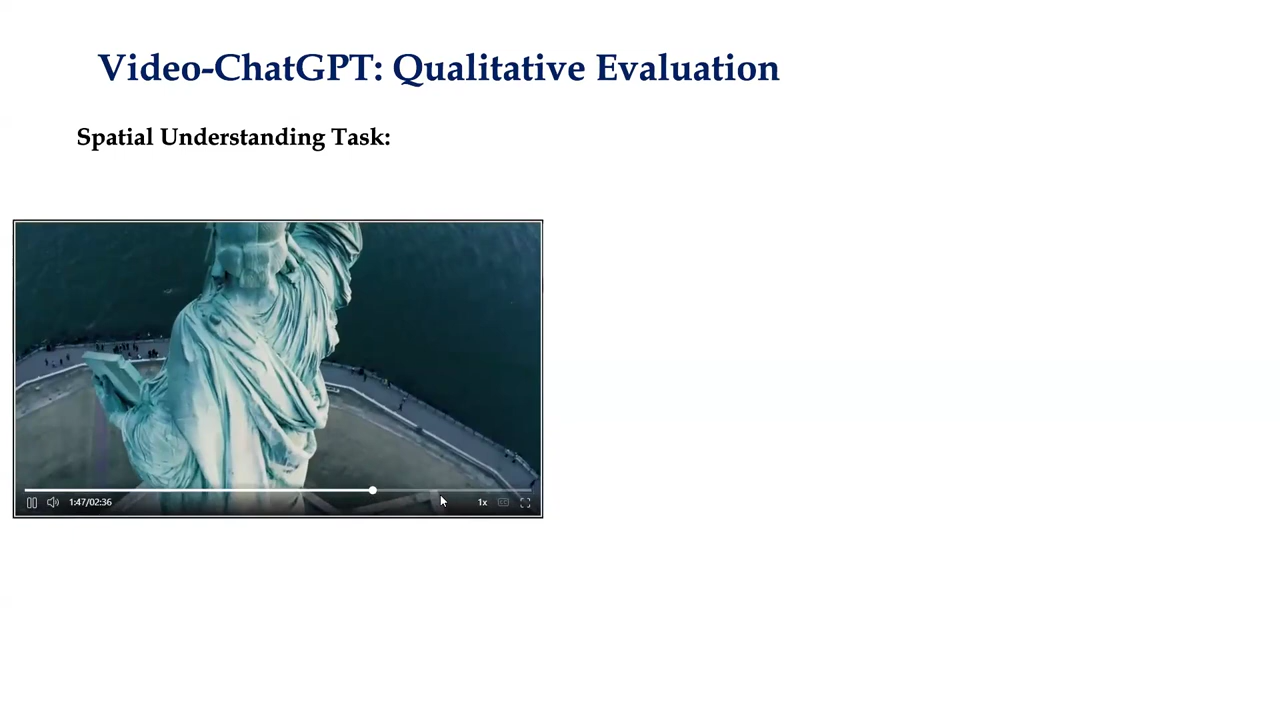 Video-ChatGPT: Qualitative Evaluation
Spatial Understanding Task:
1:47/02:36
1x